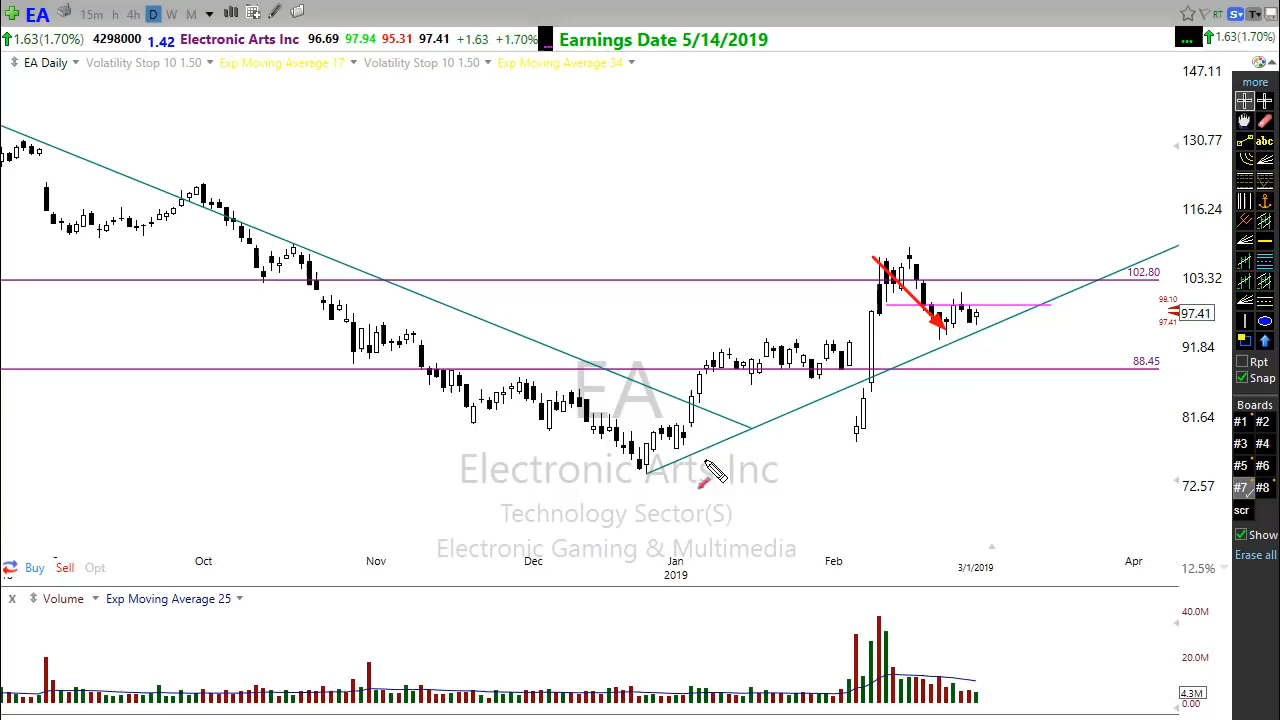 EA 15m h 4h D W M RT S T
1.63(1.70%) 4298000 1.42 Electronic Arts Inc 96.69 97.94 95.31 97.41 +1.63 +1.70% ... Earnings Date 5/14/2019 ... 1.63(1.70%)
EA Daily Volatility Stop 10 1.50 Exp Moving Average 17 Volatility Stop 10 1.50 Exp Moving Average 34
147.11
130.77
116.24
103.32
102.80
98.10
97.41
97.41
91.84
88.45
81.64
72.57
EA
Electronic Arts Inc
Technology Sector(S)
Electronic Gaming & Multimedia
Oct Nov Dec Jan Feb 3/1/2019 Apr
2019
Buy Sell Opt 12.5%
X Volume Exp Moving Average 25
40.0M
20.0M
4.3M
0.00
more
abc
Rpt
Snap
Boards
#1 #2
#3 #4
#5 #6
#7 #8
scr
Show
Erase all